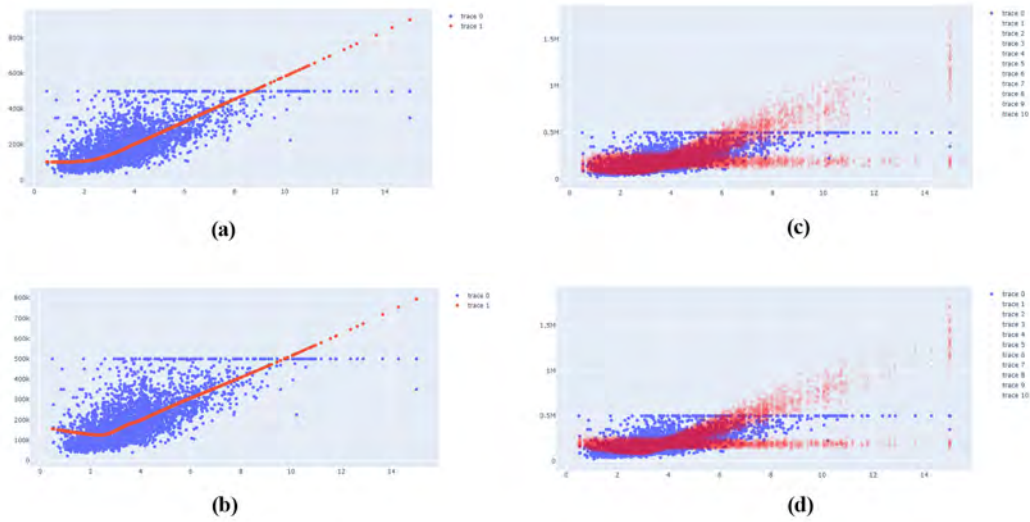 800k
600k
400k
200k
0
0 2 4 6 8 10 12 14
trace 0
trace 1
(a)
1.5M
1M
0.5M
0
0 2 4 6 8 10 12 14
trace 0
trace 1
trace 2
trace 3
trace 4
trace 5
trace 6
trace 7
trace 8
trace 9
trace 10
(c)
800k
700k
600k
500k
400k
300k
200k
100k
0
0 2 4 6 8 10 12 14
trace 0
trace 1
(b)
1.5M
1M
0.5M
0
0 2 4 6 8 10 12 14
trace 0
trace 1
trace 2
trace 3
trace 4
trace 5
trace 6
trace 7
trace 8
trace 9
trace 10
(d)